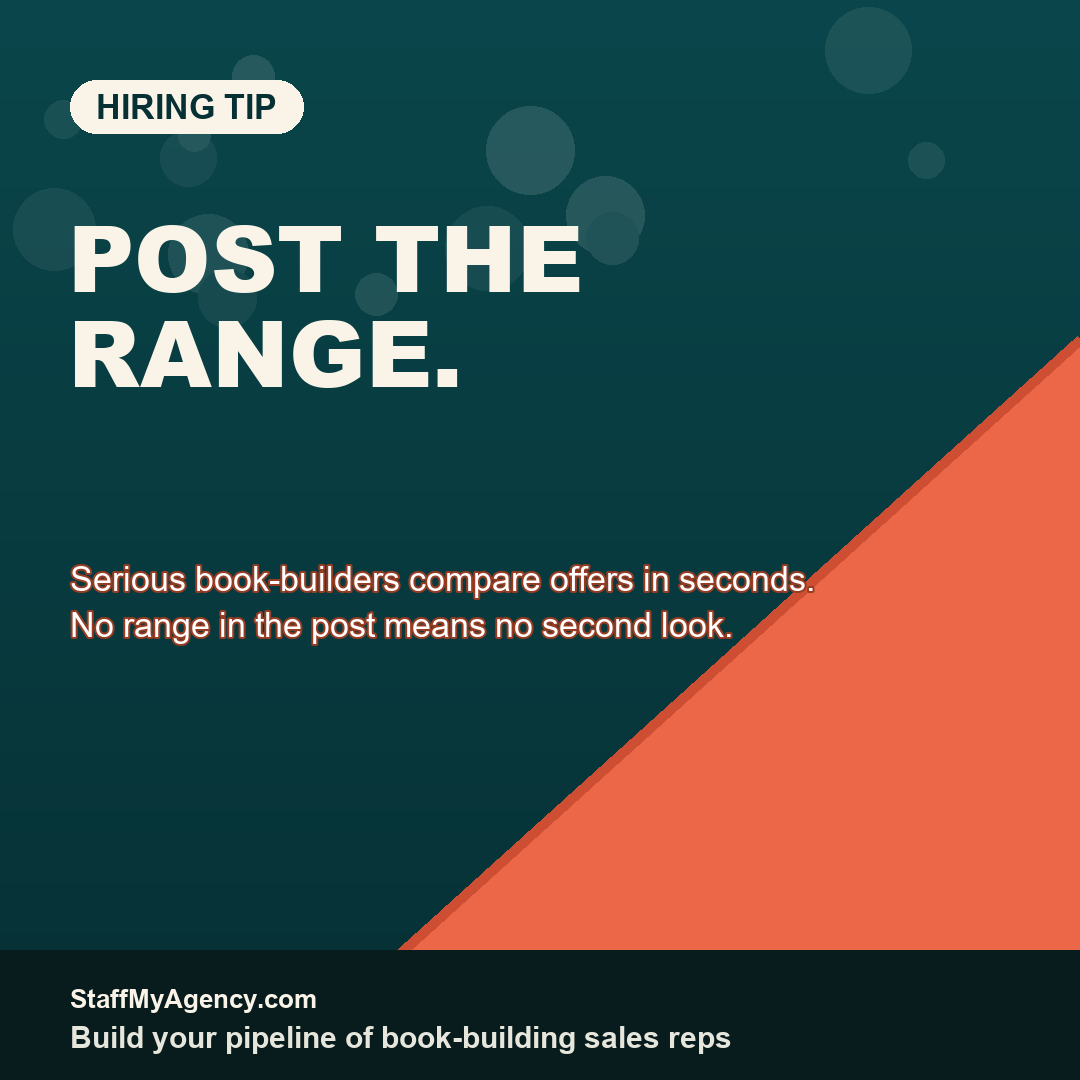 HIRING TIP
POST THE
RANGE.
Serious book-builders compare offers in seconds.
No range in the post means no second look.
StaffMyAgency.com
Build your pipeline of book-building sales reps